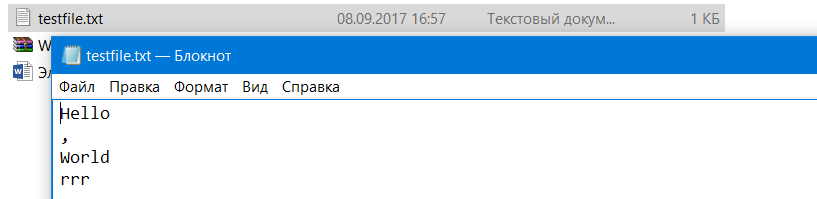 testfile.txt 08.09.2017 16:57 Текстовый докум... 1 КБ
W
Эл
testfile.txt — Блокнот
Файл Правка Формат Вид Справка
Hello
,
World
rrr